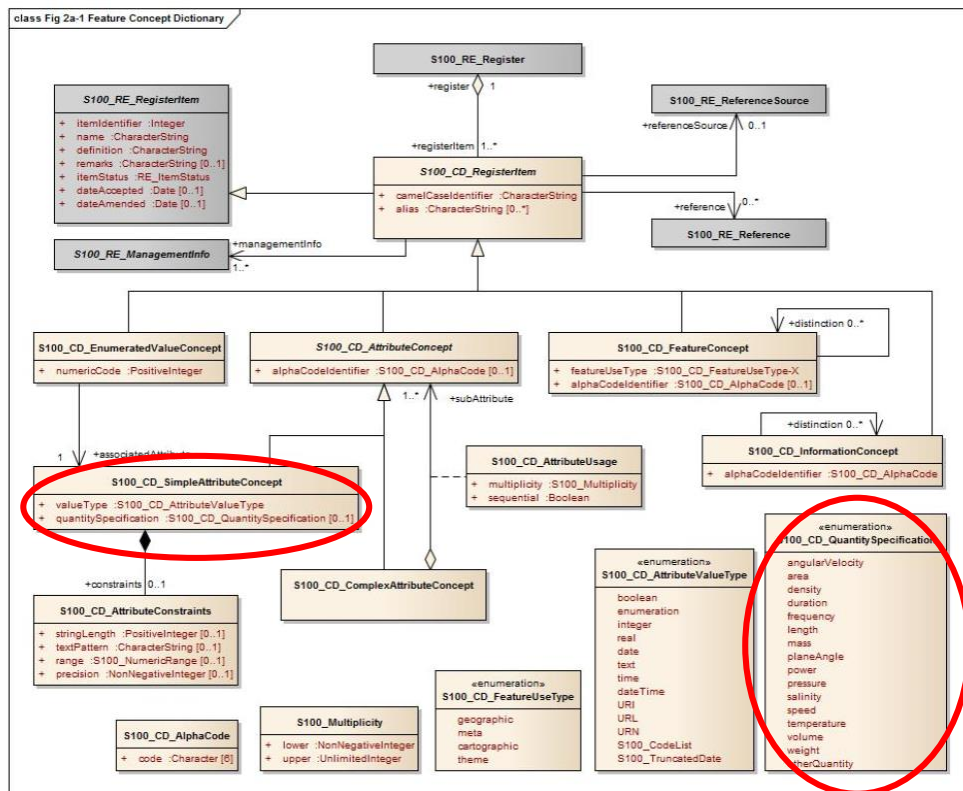 class Fig 2a-1 Feature Concept Dictionary
S100_RE_Register
+register 1
S100_RE_RegisterItem
+ itemIdentifier :Integer
+ name :CharacterString
+ definition :CharacterString
+ remarks :CharacterString [0..1]
+ itemStatus :RE_ItemStatus
+ dateAccepted :Date [0..1]
+ dateAmended :Date [0..1]
S100_RE_ReferenceSource
+referenceSource 0..1
+registerItem 1..*
S100_CD_RegisterItem
+ camelCaseIdentifier :CharacterString
+ alias :CharacterString [0..*]
+reference 0..*
S100_RE_Reference
+managementInfo
1..*
S100_RE_ManagementInfo
S100_CD_EnumeratedValueConcept
+ numericCode :PositiveInteger
S100_CD_AttributeConcept
+ alphaCodeIdentifier :S100_CD_AlphaCode [0..1]
+distinction 0..*
S100_CD_FeatureConcept
+ featureUseType :S100_CD_FeatureUseType-X
+ alphaCodeIdentifier :S100_CD_AlphaCode [0..1]
1..*
+subAttribute
+distinction 0..*
S100_CD_InformationConcept
+ alphaCodeIdentifier :S100_CD_AlphaCode
1 +associatedAttribute
S100_CD_SimpleAttributeConcept
+ valueType :S100_CD_AttributeValueType
+ quantitySpecification :S100_CD_QuantitySpecification [0..1]
S100_CD_AttributeUsage
+ multiplicity :S100_Multiplicity
+ sequential :Boolean
+constraints 0..1
S100_CD_ComplexAttributeConcept
S100_CD_AttributeConstraints
+ stringLength :PositiveInteger [0..1]
+ textPattern :CharacterString [0..1]
+ range :S100_NumericRange [0..1]
+ precision :NonNegativeInteger [0..1]
«enumeration»
S100_CD_AttributeValueType
boolean
enumeration
integer
real
date
text
time
dateTime
URI
URL
URN
S100_CodeList
S100_TruncatedDate
«enumeration»
S100_CD_QuantitySpecification
angularVelocity
area
density
duration
frequency
length
mass
planeAngle
power
pressure
salinity
speed
temperature
volume
weight
otherQuantity
S100_CD_AlphaCode
+ code :Character [6]
S100_Multiplicity
+ lower :NonNegativeInteger
+ upper :UnlimitedInteger
«enumeration»
S100_CD_FeatureUseType
geographic
meta
cartographic
theme